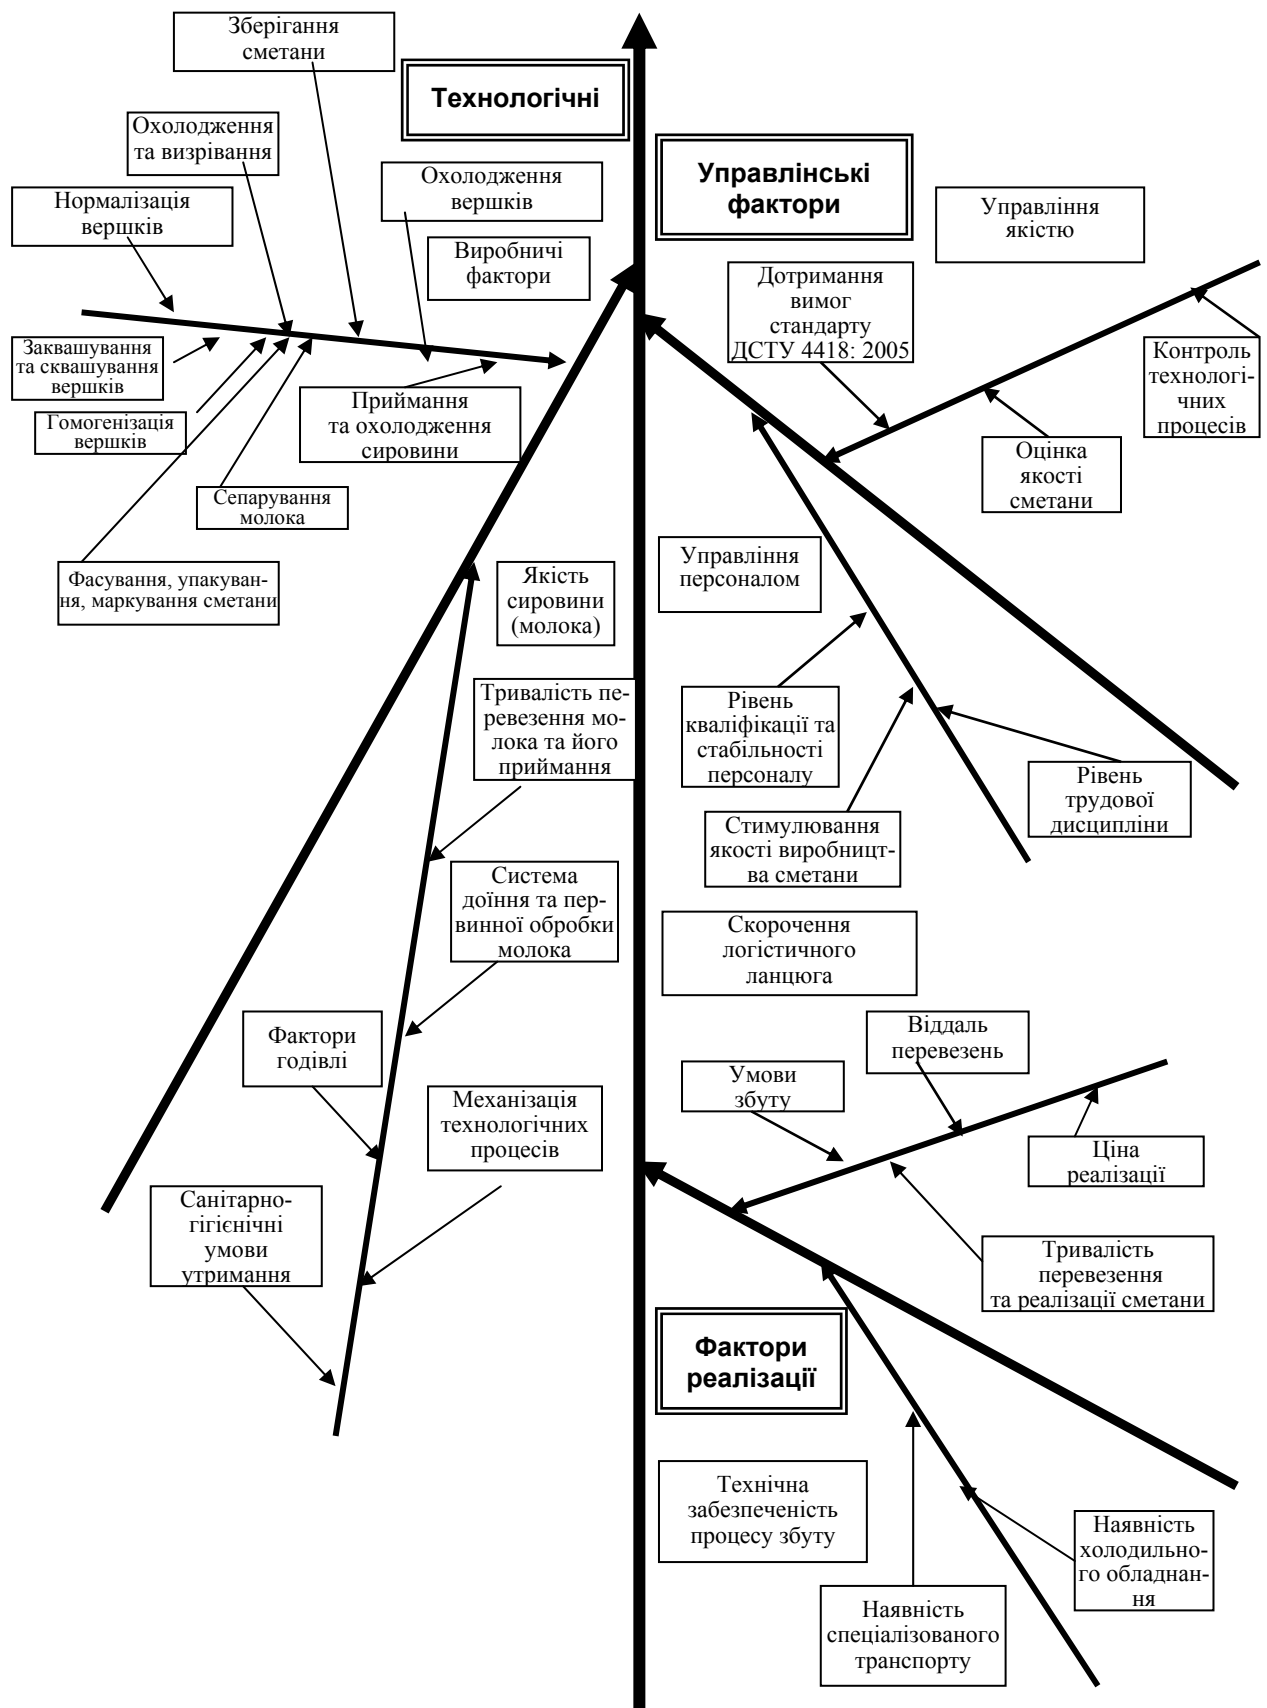 Зберігання
сметани
Технологічні
Охолодження
та визрівання
Управлінські
фактори
Охолодження
вершків
Управління
якістю
Нормалізація
вершків
Виробничі
фактори
Дотримання
вимог
стандарту
ДСТУ 4418: 2005
Заквашування
та сквашування
вершків
Контроль
технологі-
чних
процесів
Гомогенізація
вершків
Приймання
та охолодження
сировини
Оцінка
якості
сметани
Сепарування
молока
Управління
персоналом
Фасування, упакуван-
ня, маркування сметани
Якість
сировини
(молока)
Тривалість пе-
ревезення мо-
лока та його
приймання
Рівень
кваліфікації та
стабільності
персоналу
Рівень
трудової
дисципліни
Стимулювання
якості виробницт-
ва сметани
Система
доїння та пер-
винної обробки
молока
Скорочення
логістичного
ланцюга
Фактори
годівлі
Віддаль
перевезень
Умови
збуту
Механізація
технологічних
процесів
Ціна
реалізації
Санітарно-
гігієнічні
умови
утримання
Тривалість
перевезення
та реалізації сметани
Фактори
реалізації
Технічна
забезпеченість
процесу збуту
Наявність
холодильно-
го обладнан-
ня
Наявність
спеціалізованого
транспорту